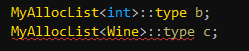 MyAllocList<int>::type b;
MyAllocList<Wine>::type c;